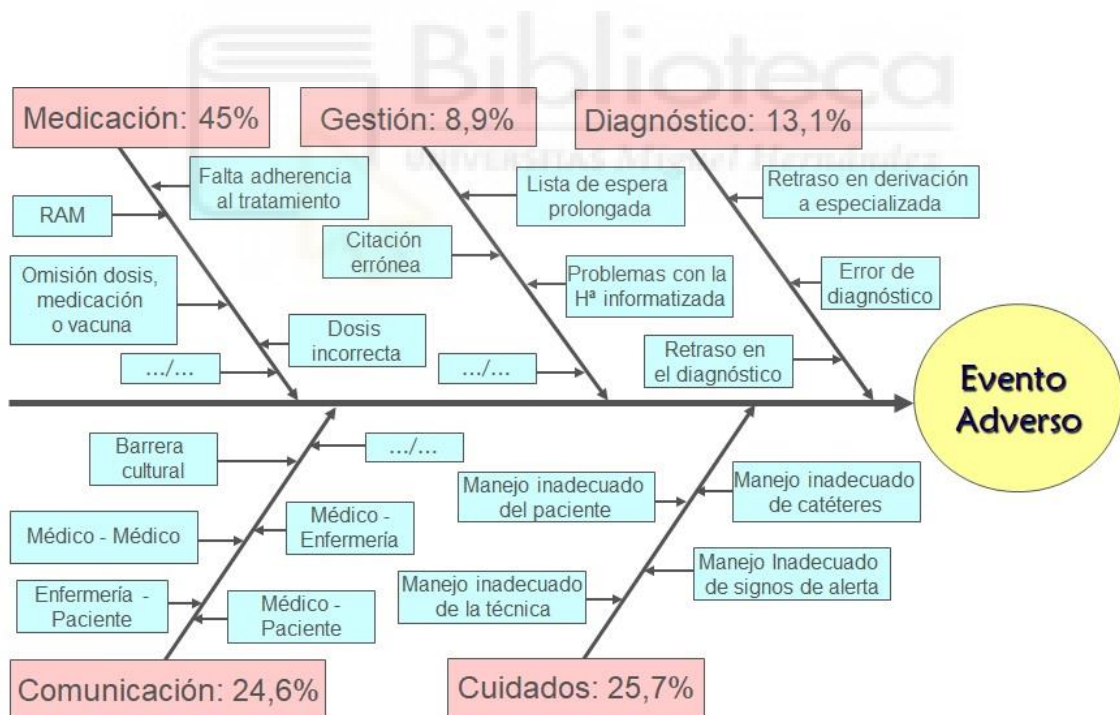 Biblioteca
UNIVERSITAS Miguel Hernández
Medicación: 45%
Gestión: 8,9%
Diagnóstico: 13,1%
Falta adherencia
al tratamiento
RAM
Omisión dosis,
medicación
o vacuna
Dosis
incorrecta
.../...
Lista de espera
prolongada
Citación
errónea
Problemas con la
Hª informatizada
.../...
Retraso en derivación
a especializada
Error de
diagnóstico
Retraso en
el diagnóstico
Evento
Adverso
Barrera
cultural
.../...
Médico - Médico
Médico -
Enfermería
Enfermería -
Paciente
Médico -
Paciente
Comunicación: 24,6%
Manejo inadecuado
del paciente
Manejo inadecuado
de catéteres
Manejo inadecuado
de la técnica
Manejo Inadecuado
de signos de alerta
Cuidados: 25,7%